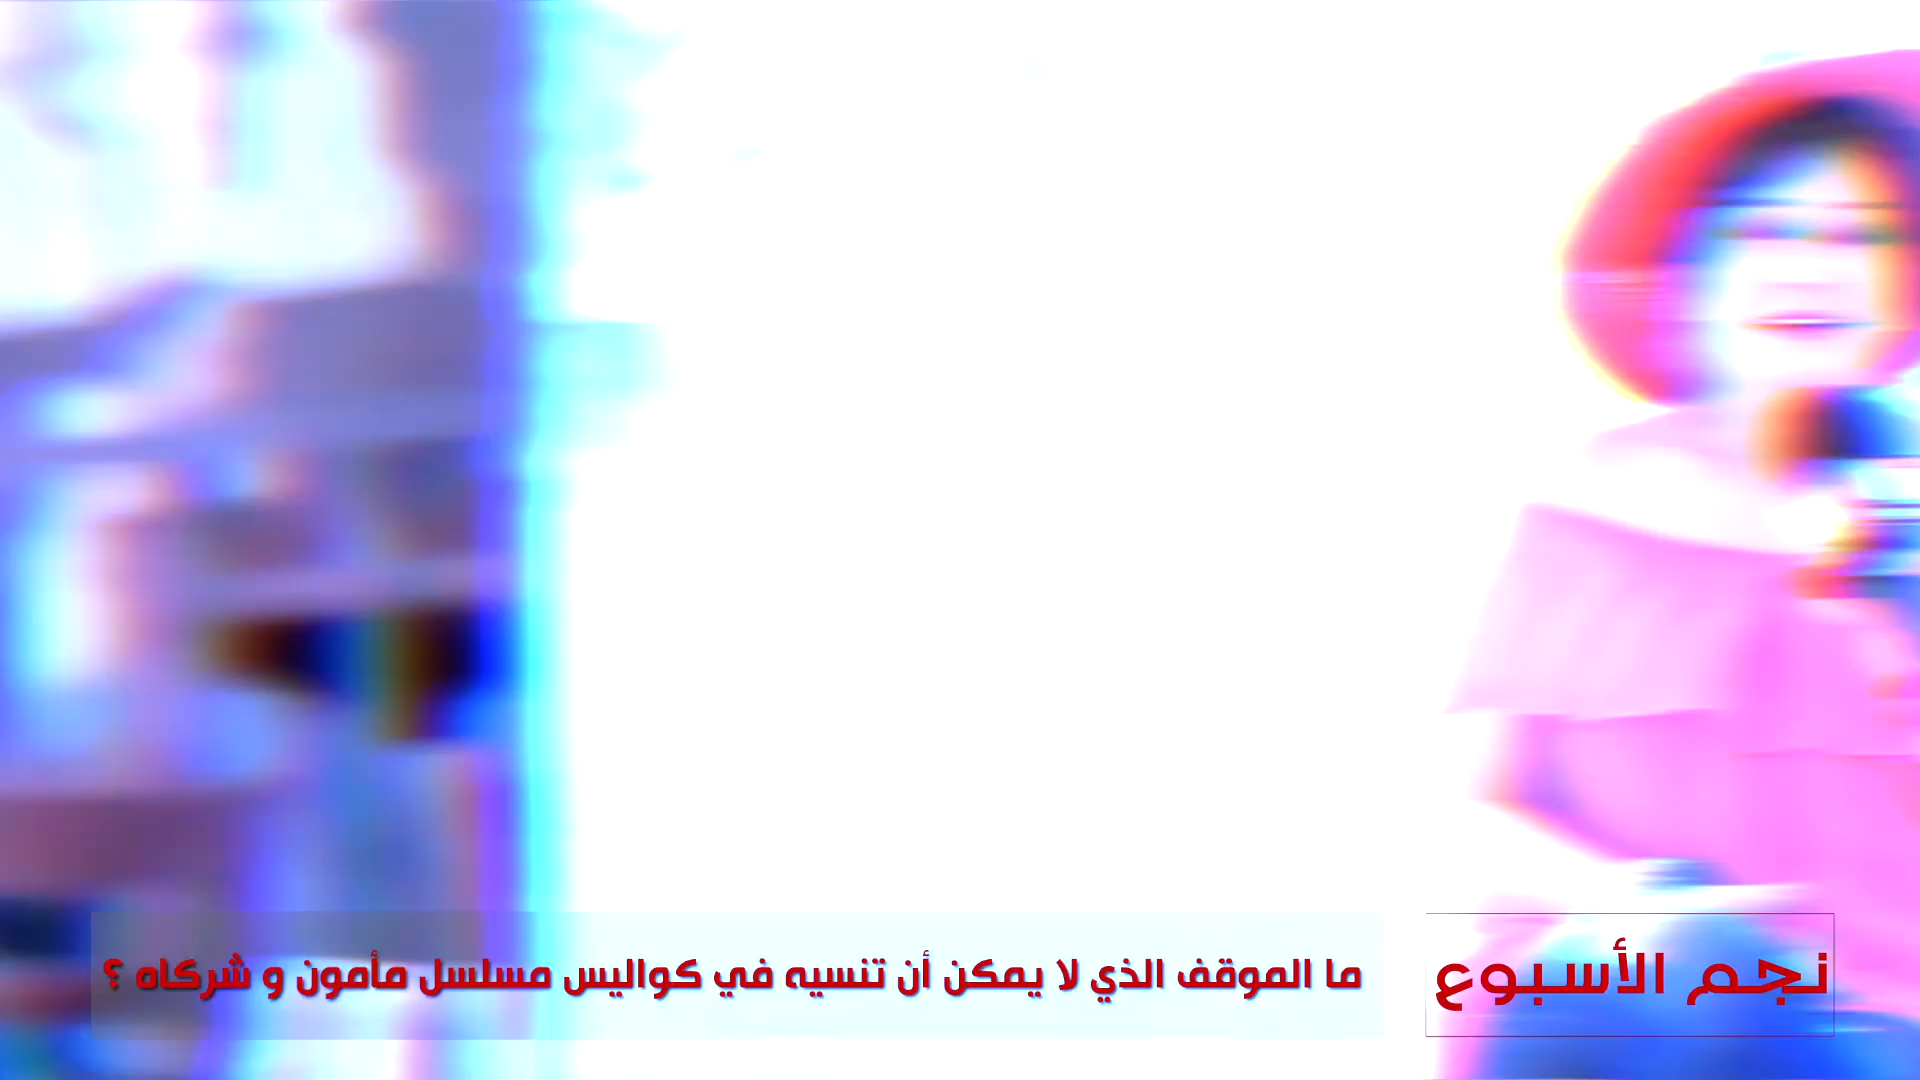 نجم الأسبوع
ما الموقف الذي لا يمكن أن تنسيه في كواليس مسلسل مأمون و شركاه ؟